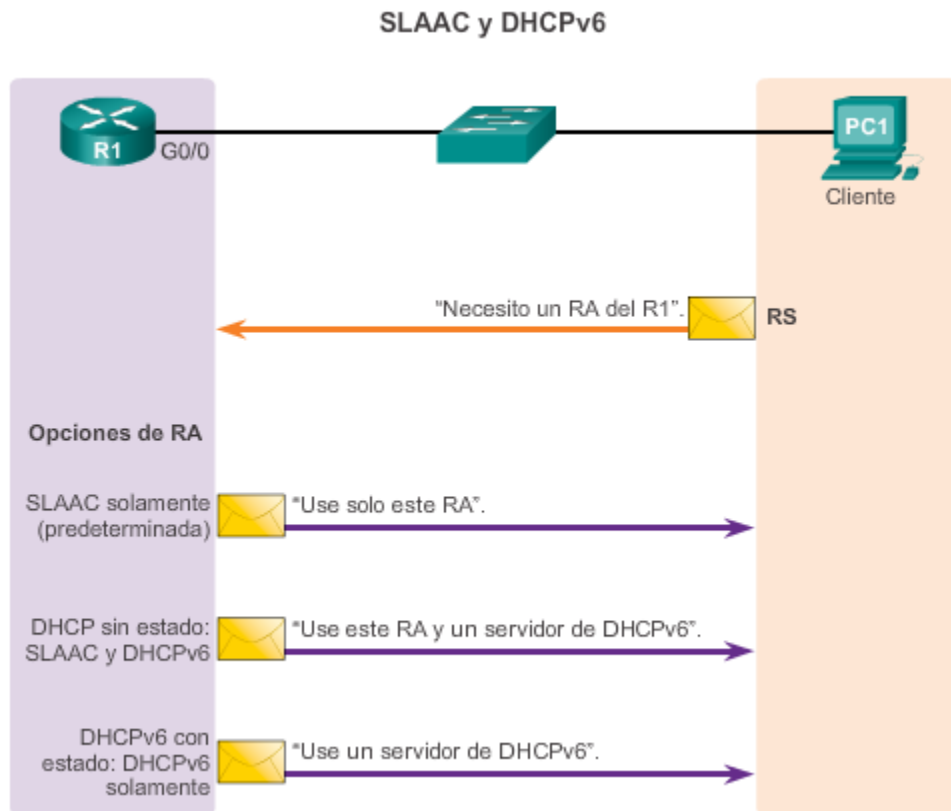 SLAAC y DHCPv6
R1
G0/0
PC1
Cliente
“Necesito un RA del R1”.
RS
Opciones de RA
SLAAC solamente
(predeterminada)
“Use solo este RA”.
DHCP sin estado:
SLAAC y DHCPv6
“Use este RA y un servidor de DHCPv6”.
DHCPv6 con
estado: DHCPv6
solamente
“Use un servidor de DHCPv6”.